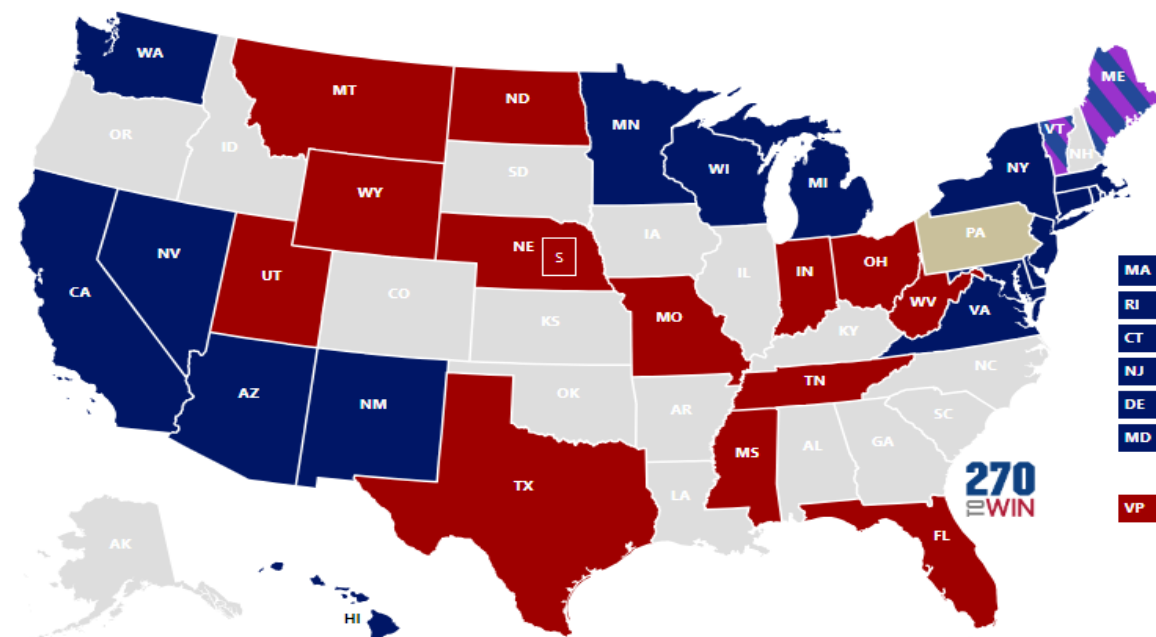 WA
MT
ND
MN
ME
VT
NH
OR
ID
SD
WI
MI
NY
WY
NE
S
IA
PA
NV
UT
CO
IL
IN
OH
WV
VA
CA
KS
MO
KY
NC
TN
AZ
NM
OK
AR
SC
MS
AL
GA
TX
LA
FL
AK
HI
270
TO WIN
MA
RI
CT
NJ
DE
MD
VP